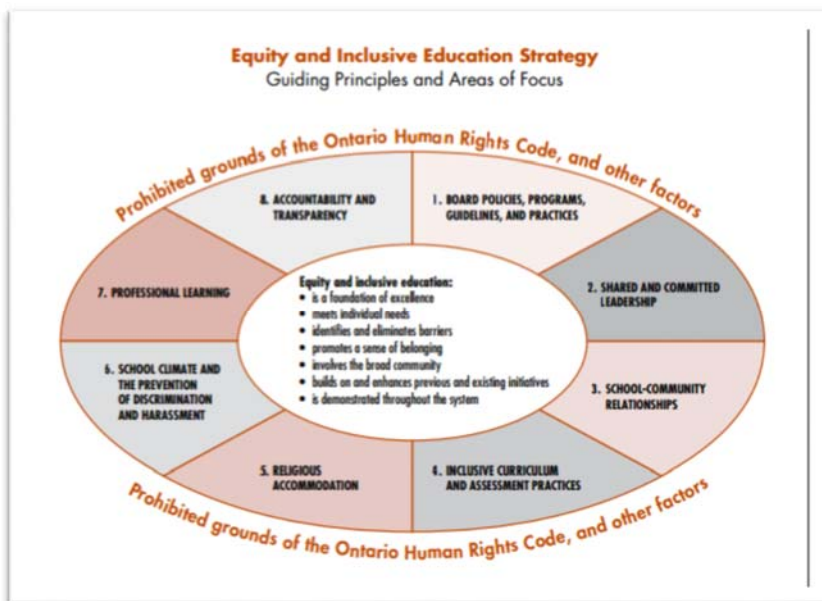 Equity and Inclusive Education Strategy
Guiding Principles and Areas of Focus
Prohibited grounds of the Ontario Human Rights Code, and other factors
8. ACCOUNTABILITY AND
TRANSPARENCY
1. BOARD POLICIES, PROGRAMS,
GUIDELINES, AND PRACTICES
7. PROFESSIONAL LEARNING
2. SHARED AND COMMITTED
LEADERSHIP
Equity and inclusive education:
• is a foundation of excellence
• meets individual needs
• identifies and eliminates barriers
• promotes a sense of belonging
• involves the broad community
• builds on and enhances previous and existing initiatives
• is demonstrated throughout the system
6. SCHOOL CLIMATE AND
THE PREVENTION
OF DISCRIMINATION
AND HARASSMENT
3. SCHOOL-COMMUNITY
RELATIONSHIPS
5. RELIGIOUS
ACCOMMODATION
4. INCLUSIVE CURRICULUM
AND ASSESSMENT PRACTICES
Prohibited grounds of the Ontario Human Rights Code, and other factors